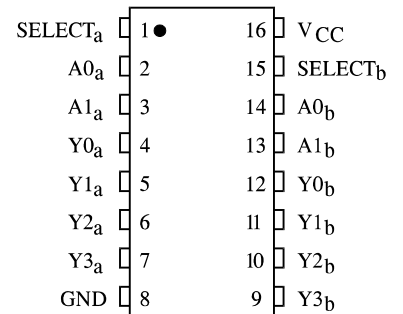 SELECTa 1 16 VCC
A0a 2 15 SELECTb
A1a 3 14 A0b
Y0a 4 13 A1b
Y1a 5 12 Y0b
Y2a 6 11 Y1b
Y3a 7 10 Y2b
GND 8 9 Y3b